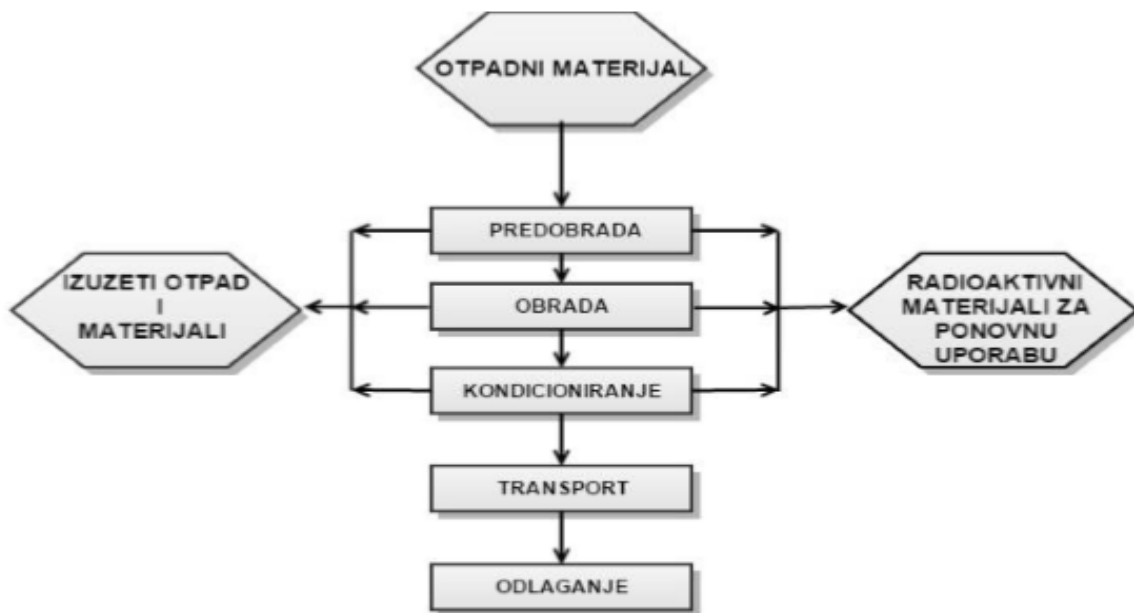 OTPADNI MATERIJAL
PREDOBRADA
IZUZETI OTPAD
I
MATERIJALI
OBRADA
RADIOAKTIVNI
MATERIJALI ZA
PONOVNU
UPORABU
KONDICIONIRANJE
TRANSPORT
ODLAGANJE